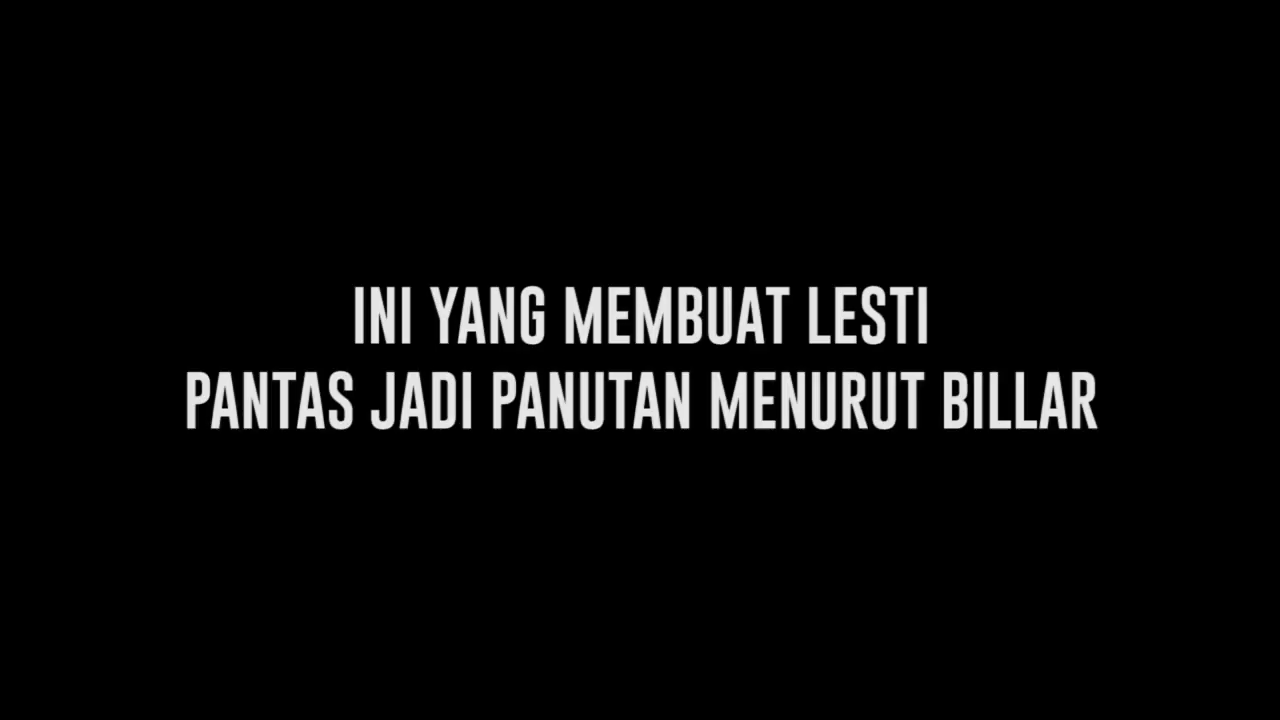 INI YANG MEMBUAT LESTI
PANTAS JADI PANUTAN MENURUT BILLAR